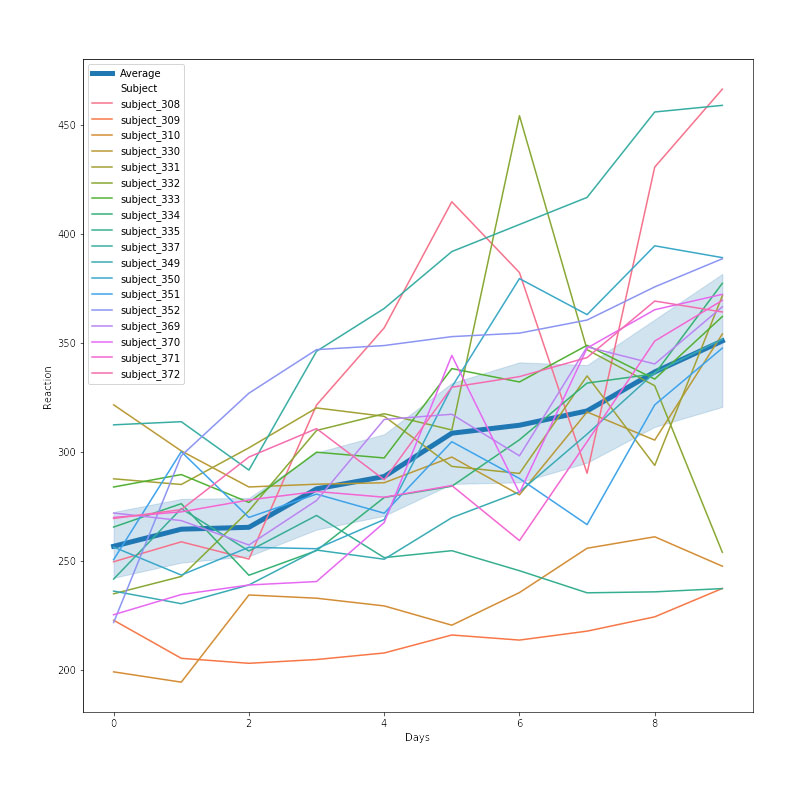 Average
Subject
subject_308
subject_309
subject_310
subject_330
subject_331
subject_332
subject_333
subject_334
subject_335
subject_337
subject_349
subject_350
subject_351
subject_352
subject_369
subject_370
subject_371
subject_372
450
400
350
300
250
200
Reaction
0 2 4 6 8
Days